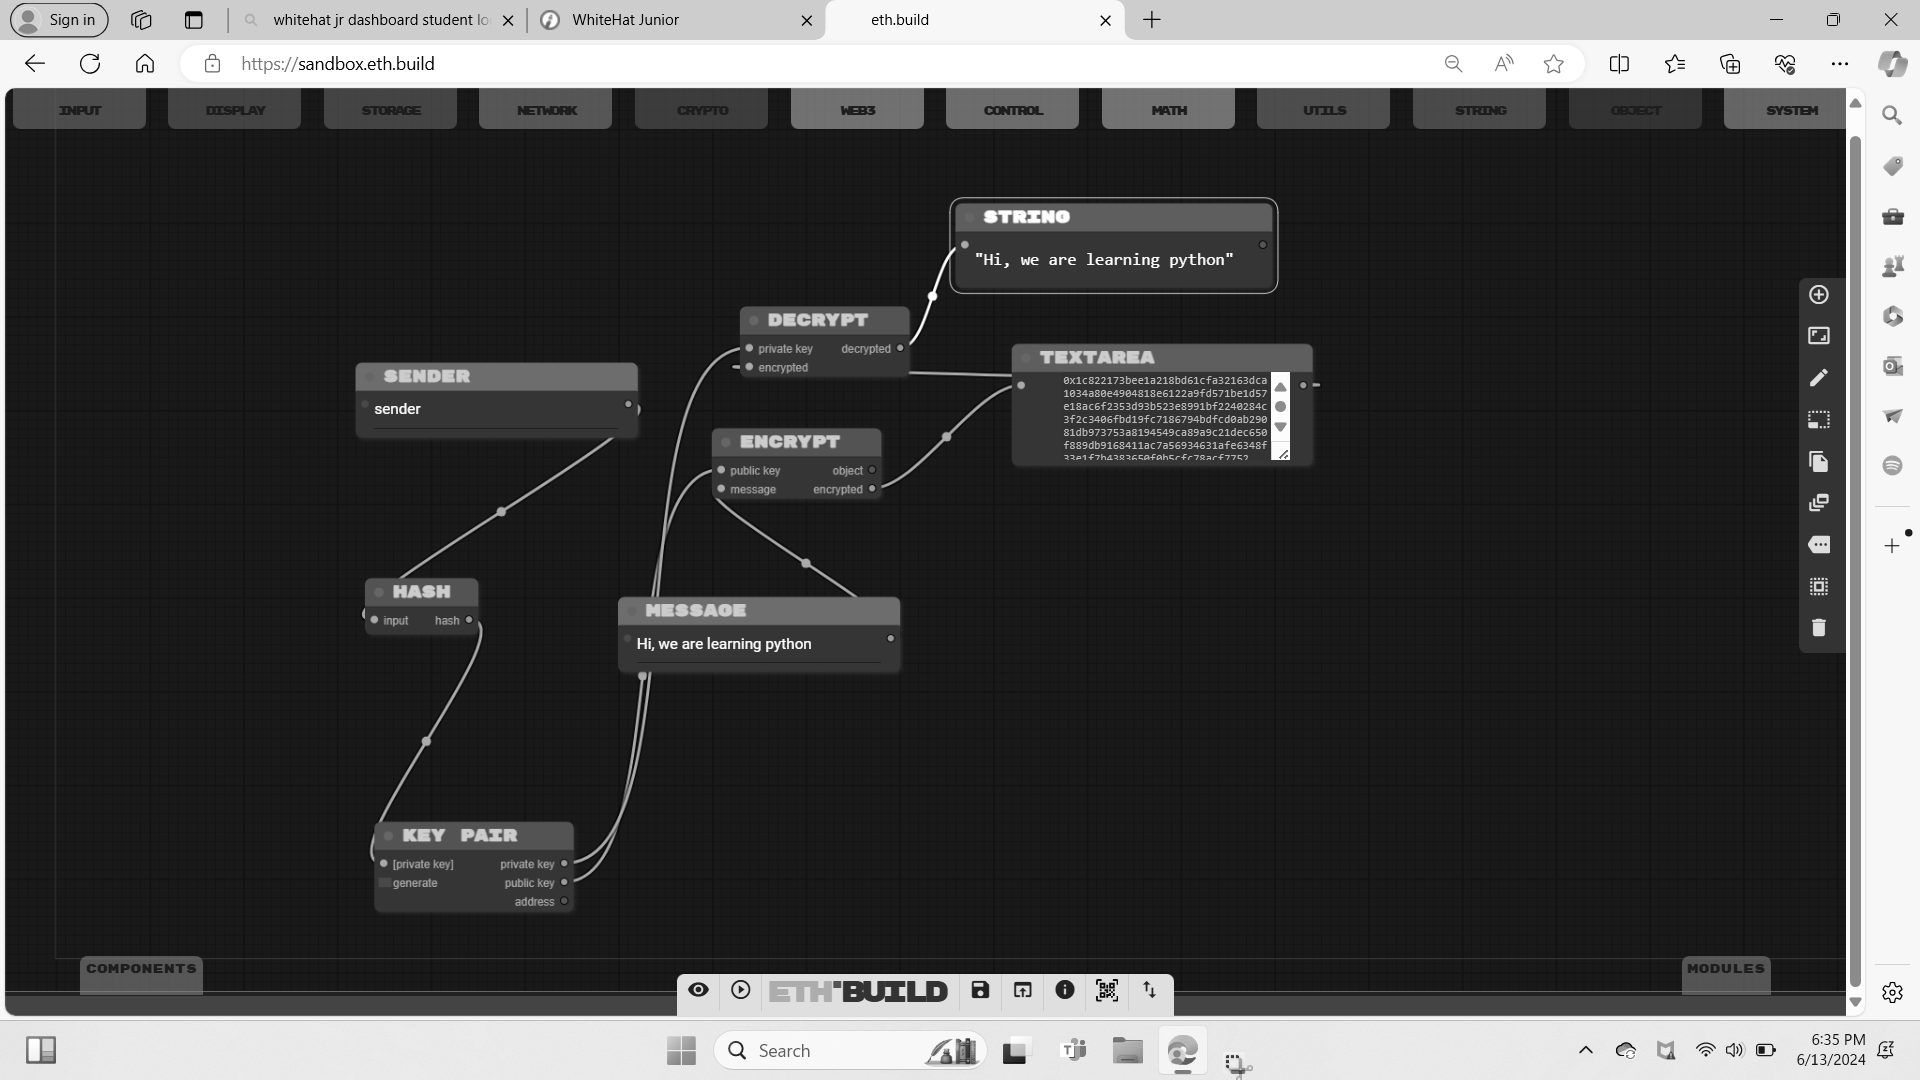 Sign in
whitehat jr dashboard student lo
WhiteHat Junior
eth.build
https://sandbox.eth.build
INPUT
DISPLAY
STORAGE
NETWORK
CRYPTO
WEB3
CONTROL
MATH
UTILS
STRING
OBJECT
SYSTEM
STRING
"Hi, we are learning python"
DECRYPT
private key decrypted
encrypted
TEXTAREA
0x1c822173bee1a218bd61cfa32163dca
1034a80e4904818e6122a9fd571be1d57
e18ac6f2353d93b523e8991bf2240284c
3f2c3406fbd19fc7186794bdfcd0ab290
81db973753a8194549ca89a9c21dec650
f889db9168411ac7a56934631afe6348f
33e1f7b4383650f0b5cfc78acf7752
SENDER
sender
ENCRYPT
public key object
message encrypted
HASH
input hash
MESSAGE
Hi, we are learning python
KEY PAIR
[private key] private key
generate public key
address
COMPONENTS
MODULES
ETH.BUILD
Search
6:35 PM
6/13/2024